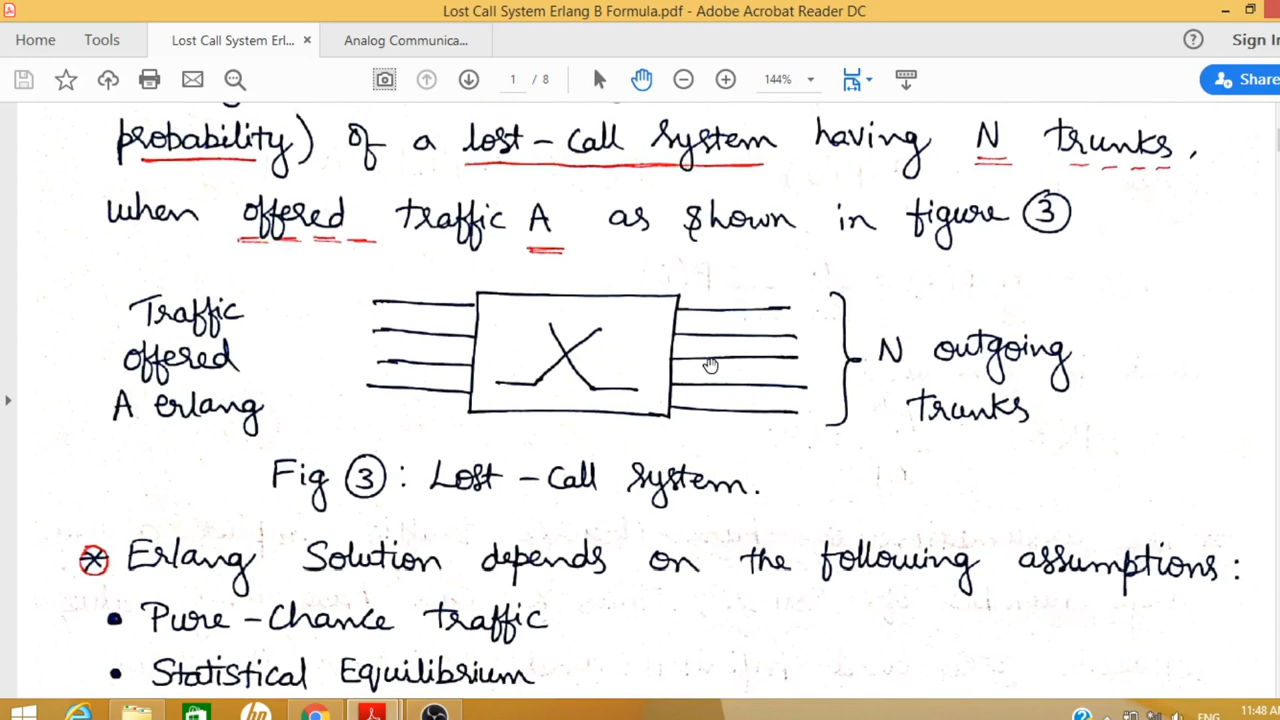 Lost Call System Erlang B Formula.pdf - Adobe Acrobat Reader DC
Home Tools Lost Call System Erl... × Analog Communica... Sign In
1 / 8 144% Share
probability) of a lost-call system having N trunks,
when offered traffic A as shown in figure 3
Traffic
offered
A erlang
N outgoing
trunks
Fig 3 : Lost-Call system.
* Erlang Solution depends on the following assumptions :
• Pure-Chance traffic
• Statistical Equilibrium
ENG 11:48 AM